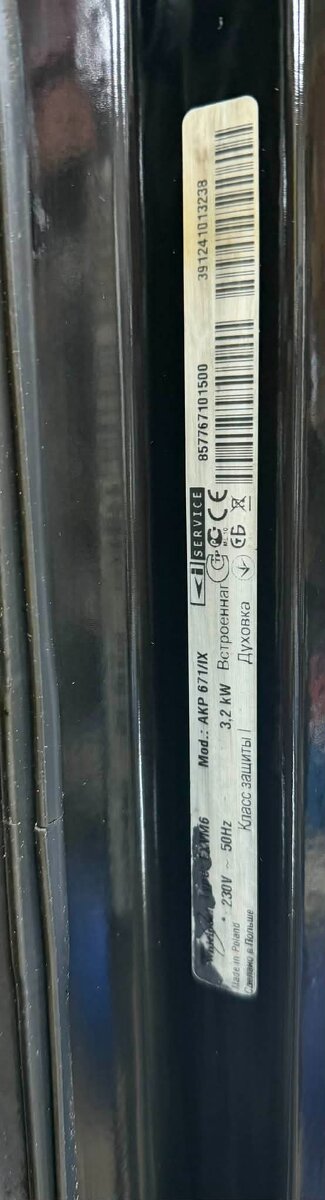 Mod.: AKP 671/IX
SERVICE 857767101500 391241013238
230V ~ 50Hz 3,2 kW Встроенная
Made in Poland
Сделано в Польше
Класс защиты I Духовка